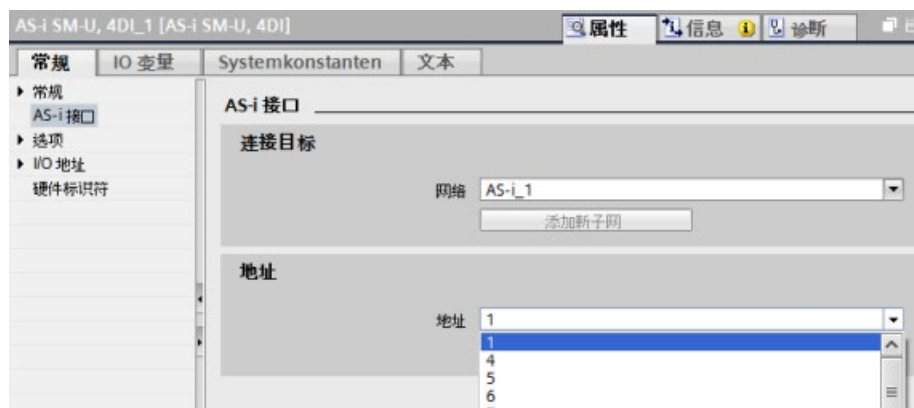 AS-i SM-U, 4DI_1 [AS-i SM-U, 4DI]
属性 信息 诊断
常规 IO 变量 Systemkonstanten 文本
常规
AS-i 接口
选项
I/O 地址
硬件标识符
AS-i 接口
连接目标
网络 AS-i_1
添加新子网
地址
地址 1
1
4
5
6